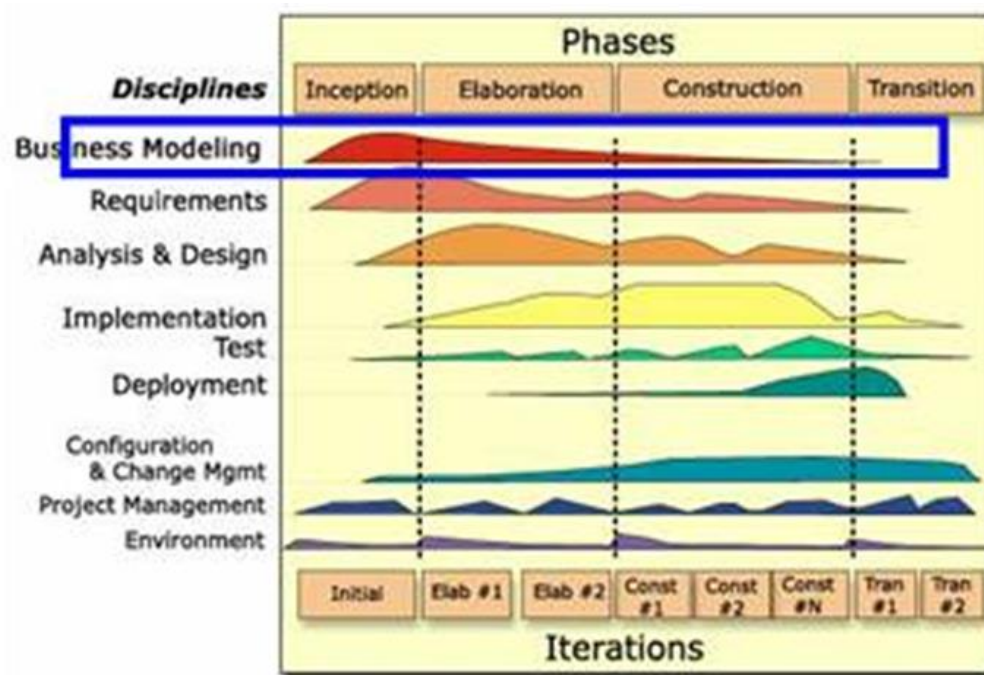 Phases
Disciplines Inception Elaboration Construction Transition
Business Modeling
Requirements
Analysis & Design
Implementation
Test
Deployment
Configuration
& Change Mgmt
Project Management
Environment
Initial Elab #1 Elab #2 Const #1 Const #2 Const #N Tran #1 Tran #2
Iterations